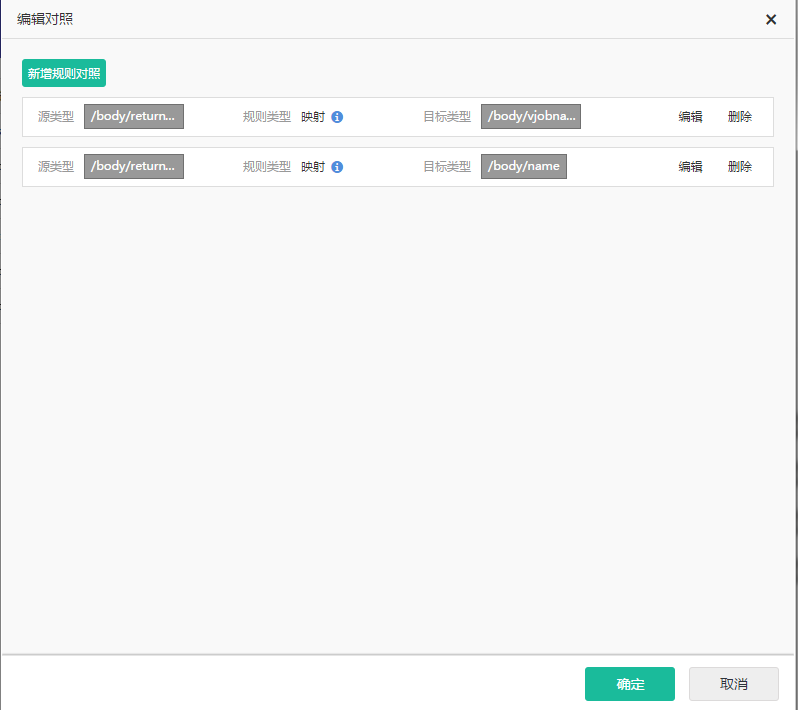 编辑对照
新增规则对照
源类型 /body/return... 规则类型 映射 目标类型 /body/vjobna... 编辑 删除
源类型 /body/return... 规则类型 映射 目标类型 /body/name 编辑 删除
确定 取消